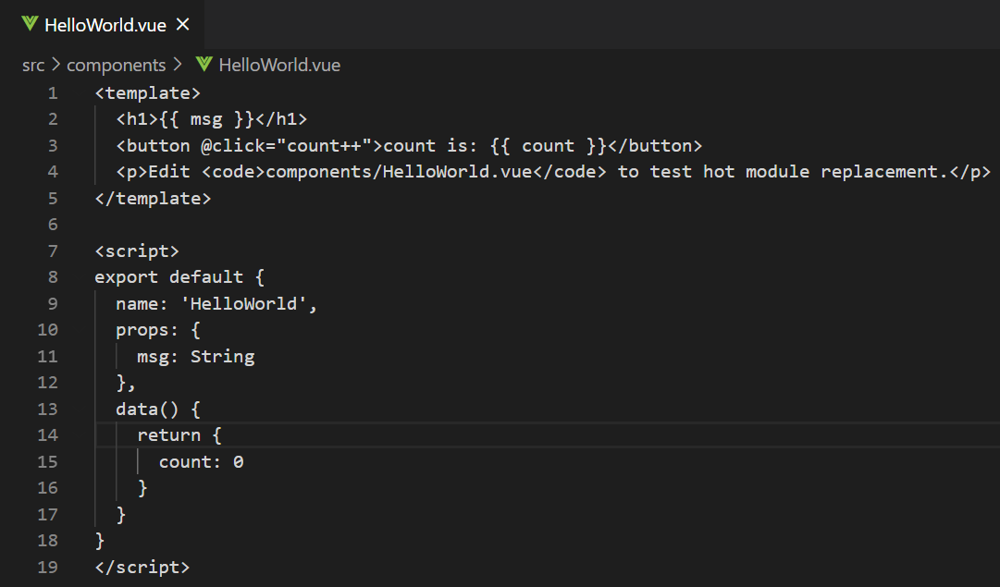 HelloWorld.vue ×
src > components > HelloWorld.vue
1 <template>
2   <h1>{{ msg }}</h1>
3   <button @click="count++">count is: {{ count }}</button>
4   <p>Edit <code>components/HelloWorld.vue</code> to test hot module replacement.</p>
5 </template>
6
7 <script>
8 export default {
9   name: 'HelloWorld',
10   props: {
11     msg: String
12   },
13   data() {
14     return {
15       count: 0
16     }
17   }
18 }
19 </script>